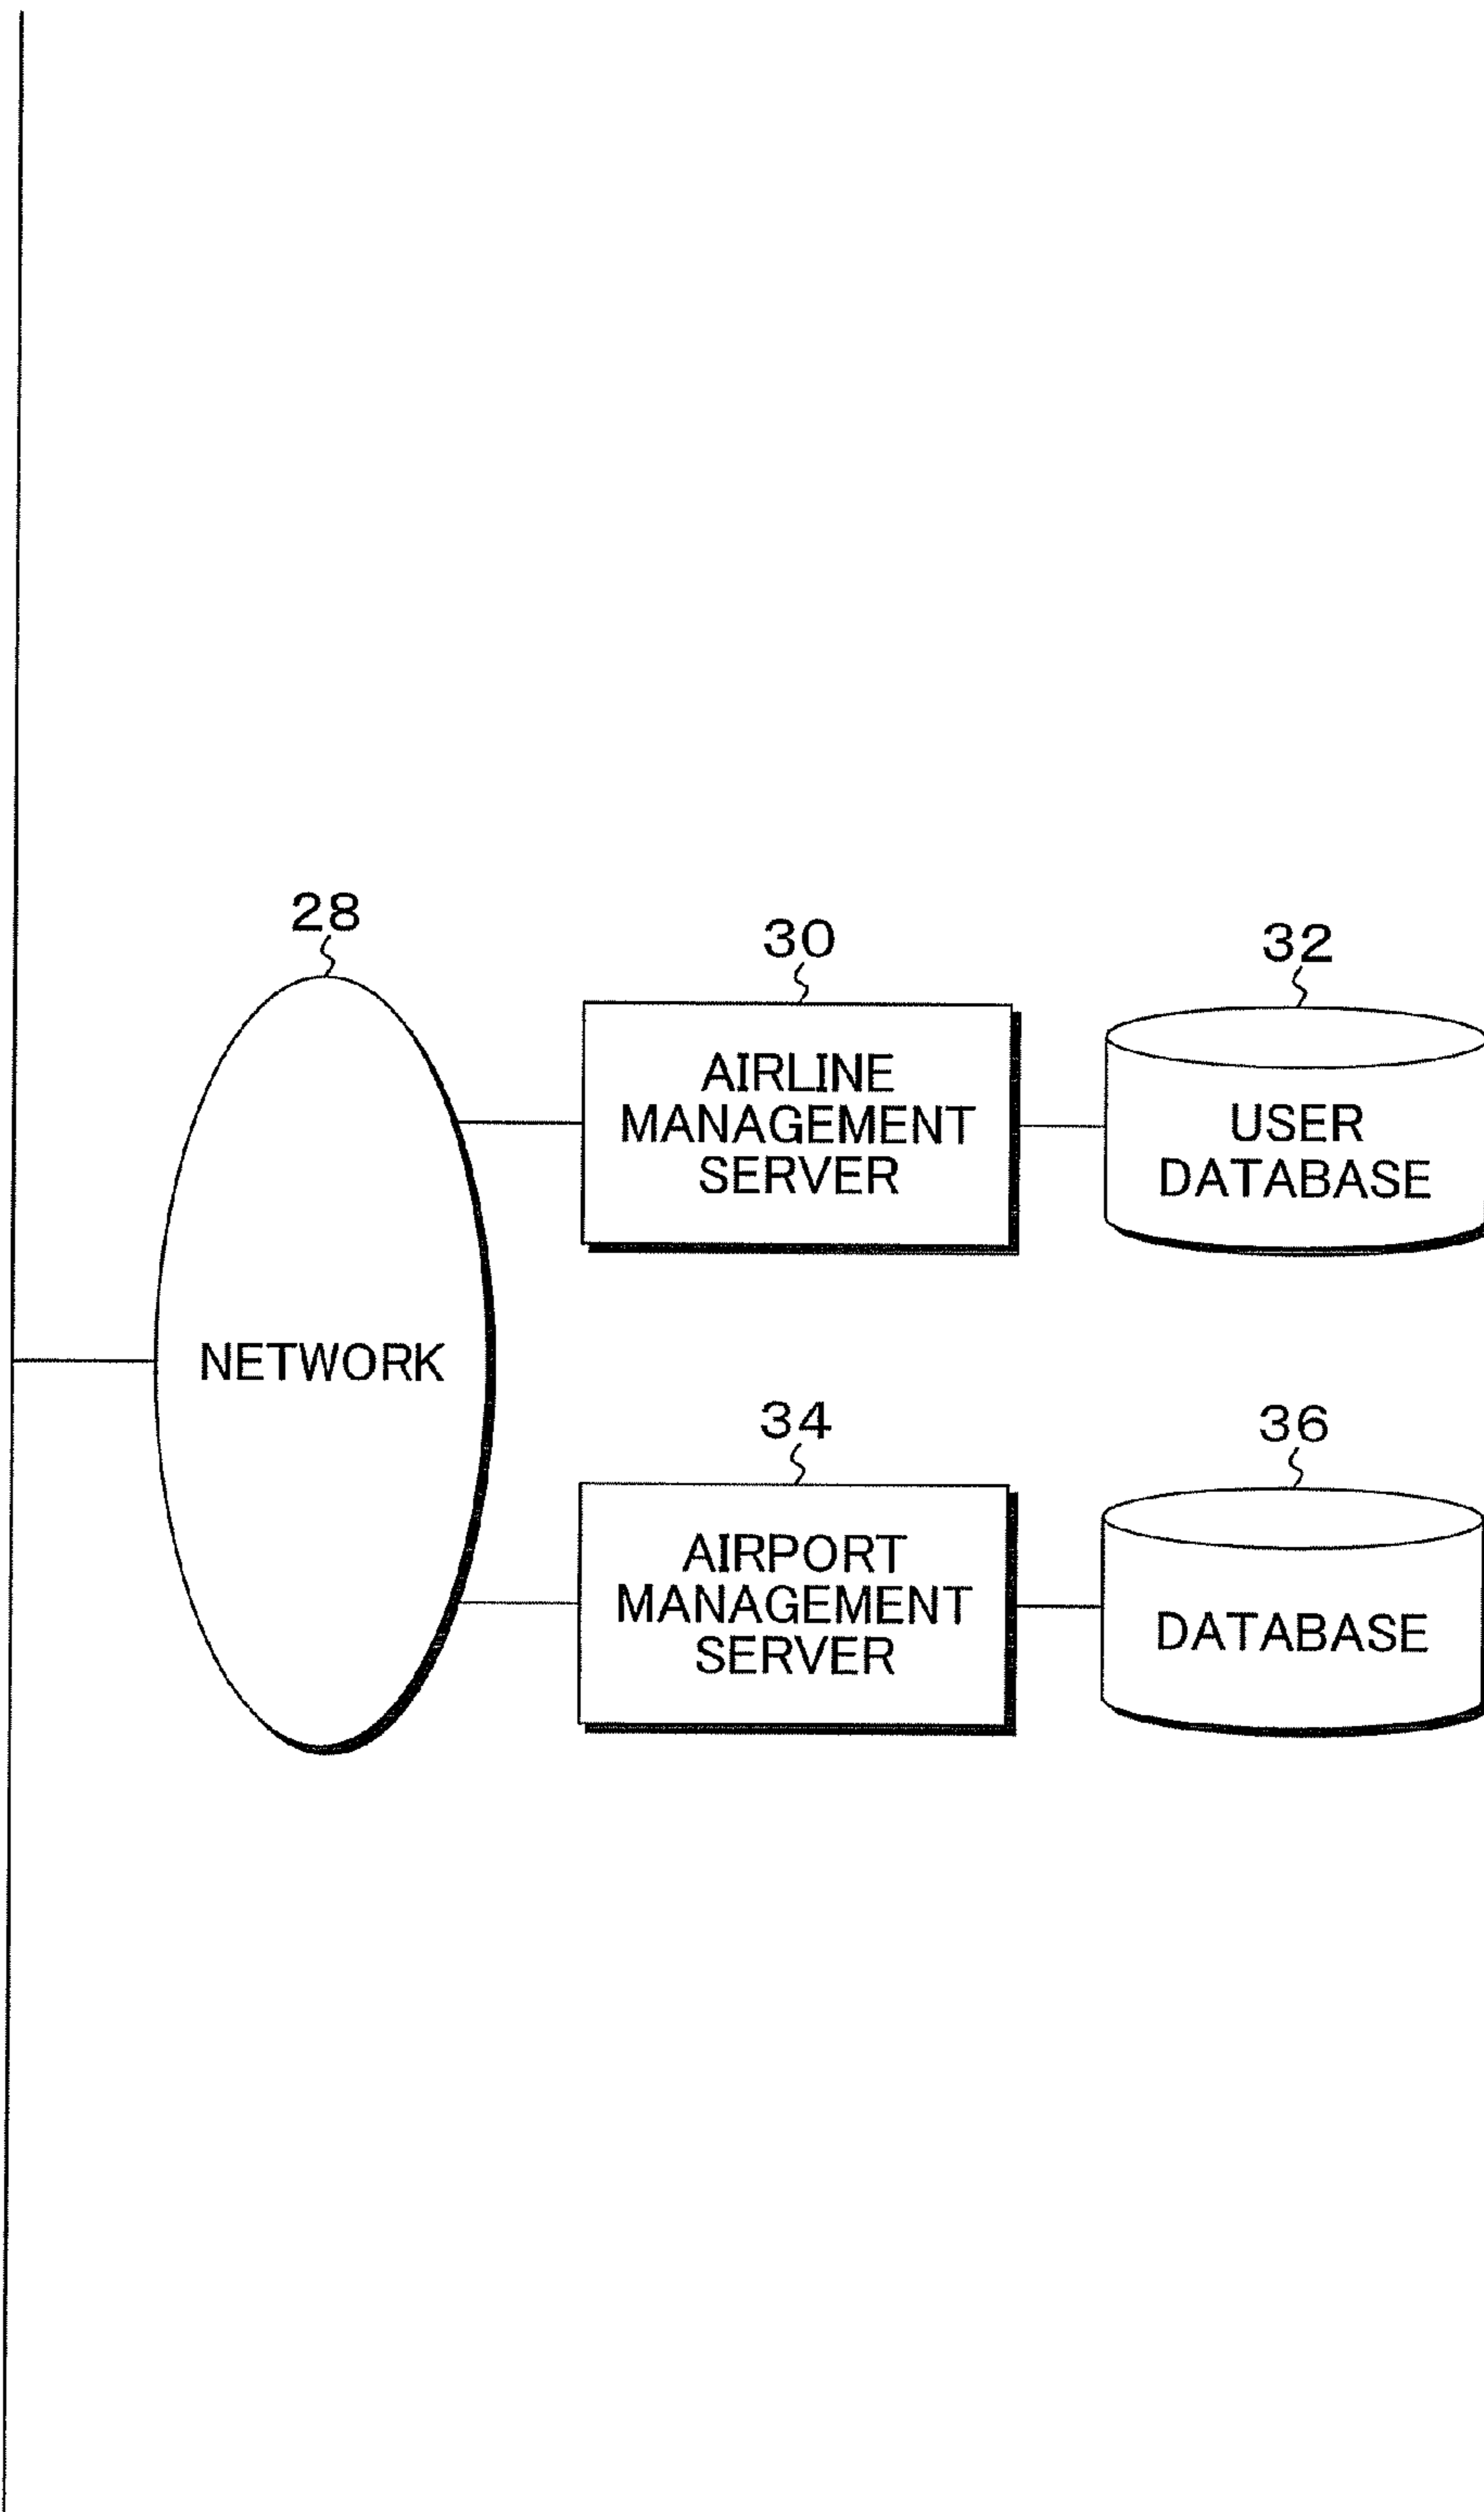 28
30
32
AIRLINE
MANAGEMENT
SERVER
USER
DATABASE
NETWORK
34
36
AIRPORT
MANAGEMENT
SERVER
DATABASE